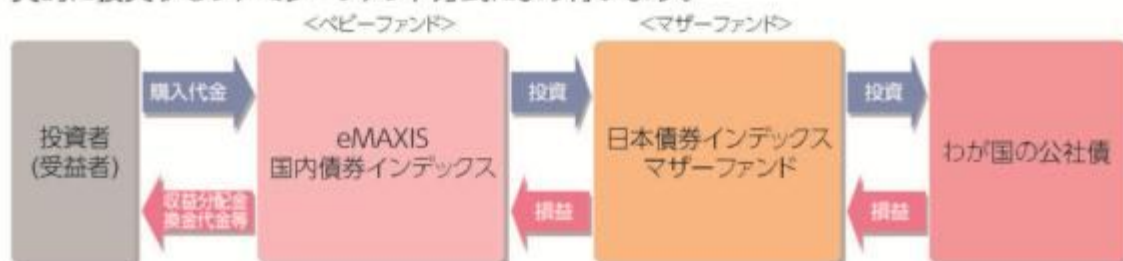 <ベビーファンド>
<マザーファンド>
投資者
(受益者)
購入代金
収益分配金
換金代金等
eMAXIS
国内債券インデックス
投資
損益
日本債券インデックス
マザーファンド
投資
損益
わが国の公社債